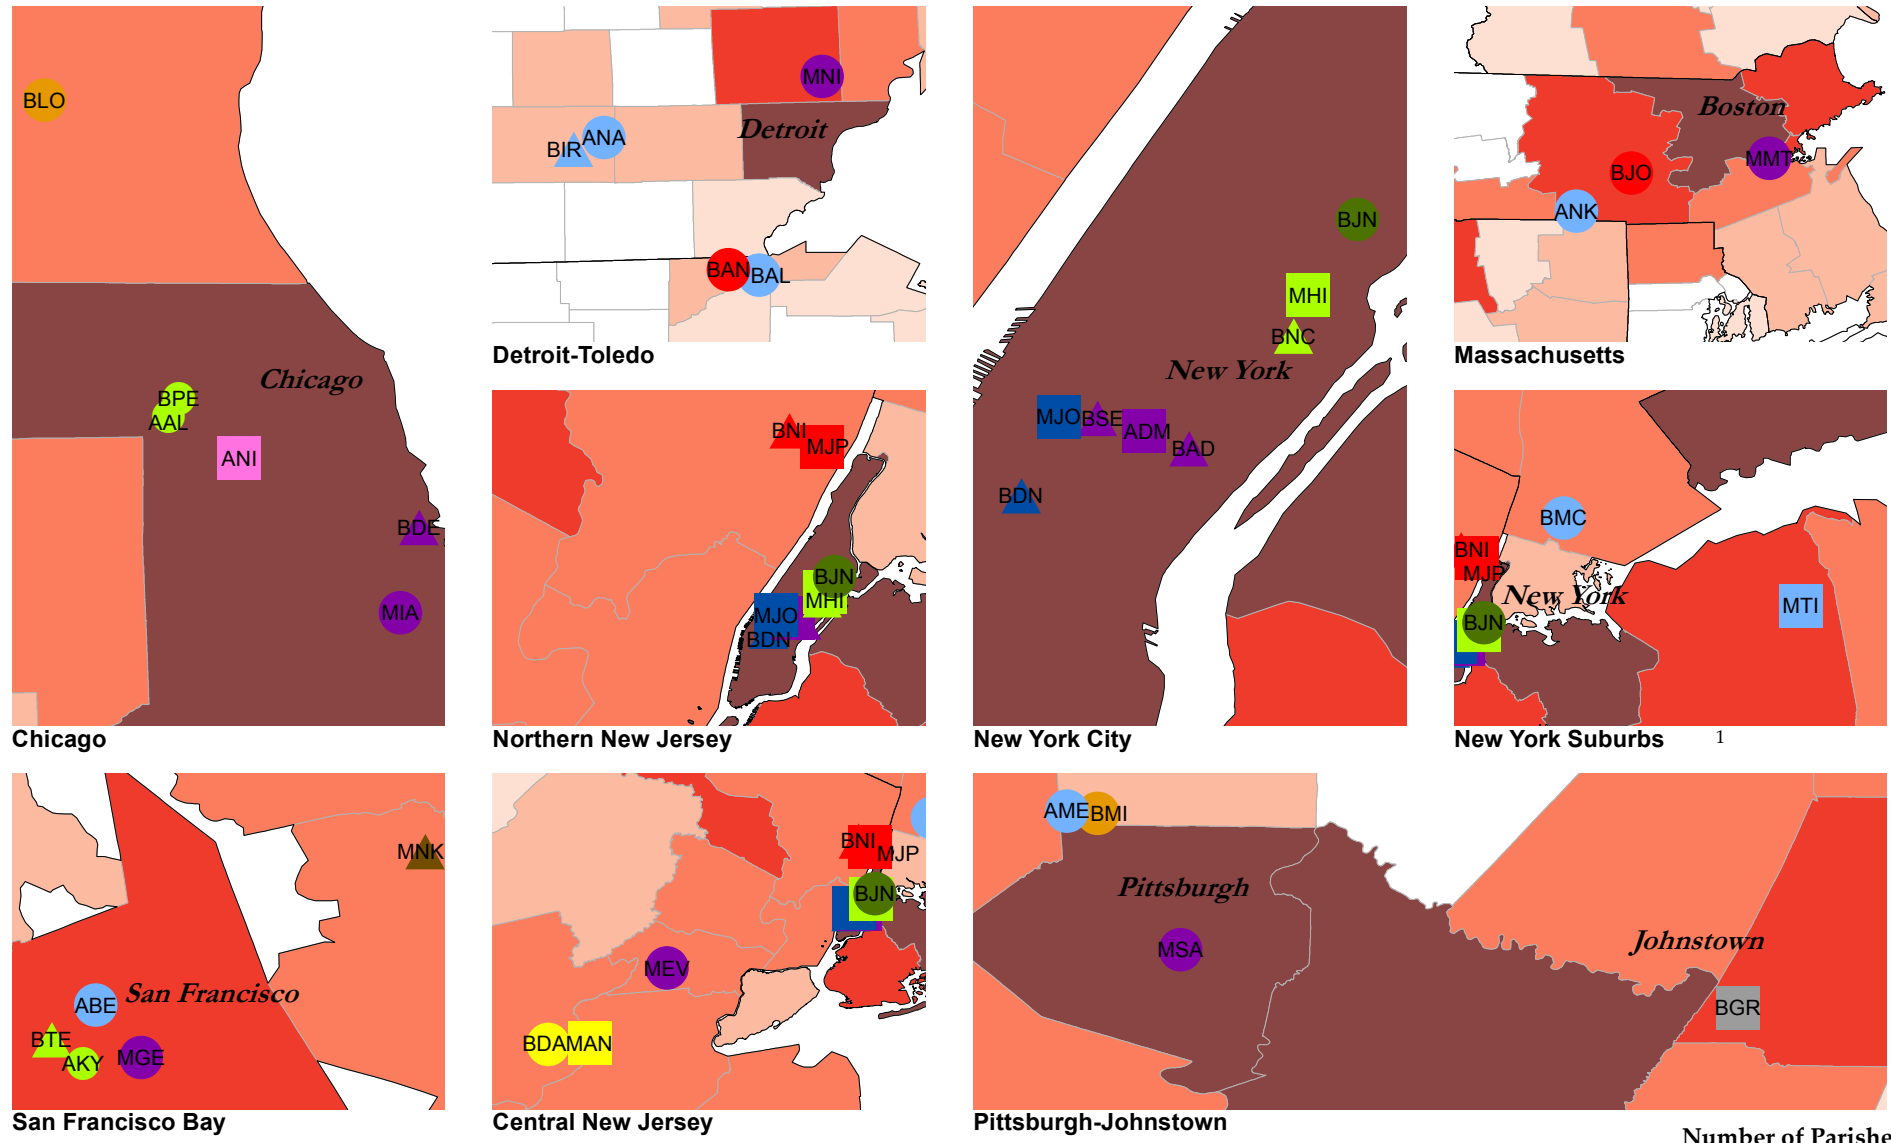 BLO
Chicago
BPE
AAL
ANI
BDE
MIA
Chicago
MNI
Detroit
BIR
ANA
BAN
BAL
Detroit-Toledo
BNI
MJP
BJN
MHI
MJO
BDN
Northern New Jersey
BJN
MHI
BNC
New York
MJO
BSE
ADM
BAD
BDN
New York City
Boston
MMT
BJO
ANK
Massachusetts
BMC
BNI
MJP
New York
MTI
BJN
New York Suburbs
1
MNK
San Francisco
ABE
BTE
AKY
MGE
San Francisco Bay
BNI
MJP
BJN
MEV
BDA
MAN
Central New Jersey
AME
BMI
Pittsburgh
MSA
Johnstown
BGR
Pittsburgh-Johnstown
Number of Parishe